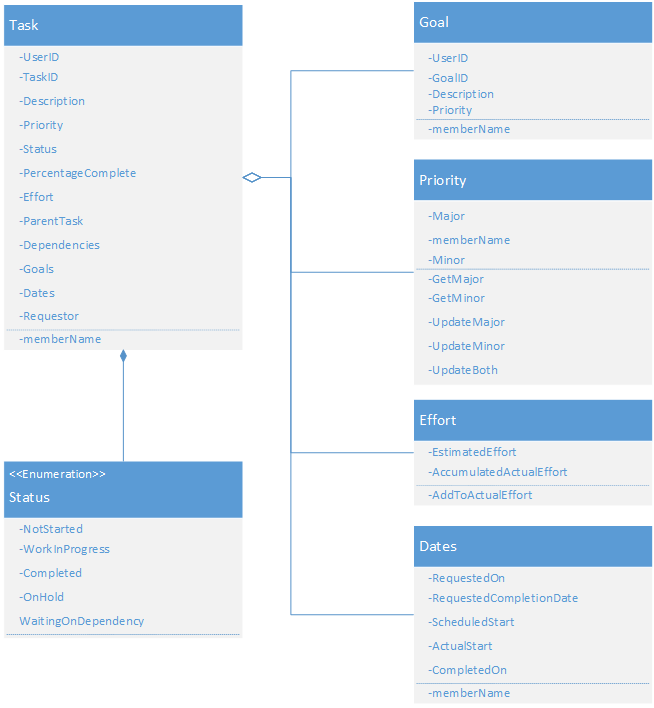 Task
-UserID
-TaskID
-Description
-Priority
-Status
-PercentageComplete
-Effort
-ParentTask
-Dependencies
-Goals
-Dates
-Requestor
-memberName
<<Enumeration>>
Status
-NotStarted
-WorkInProgress
-Completed
-OnHold
WaitingOnDependency
Goal
-UserID
-GoalID
-Description
-Priority
-memberName
Priority
-Major
-memberName
-Minor
-GetMajor
-GetMinor
-UpdateMajor
-UpdateMinor
-UpdateBoth
Effort
-EstimatedEffort
-AccumulatedActualEffort
-AddToActualEffort
Dates
-RequestedOn
-RequestedCompletionDate
-ScheduledStart
-ActualStart
-CompletedOn
-memberName